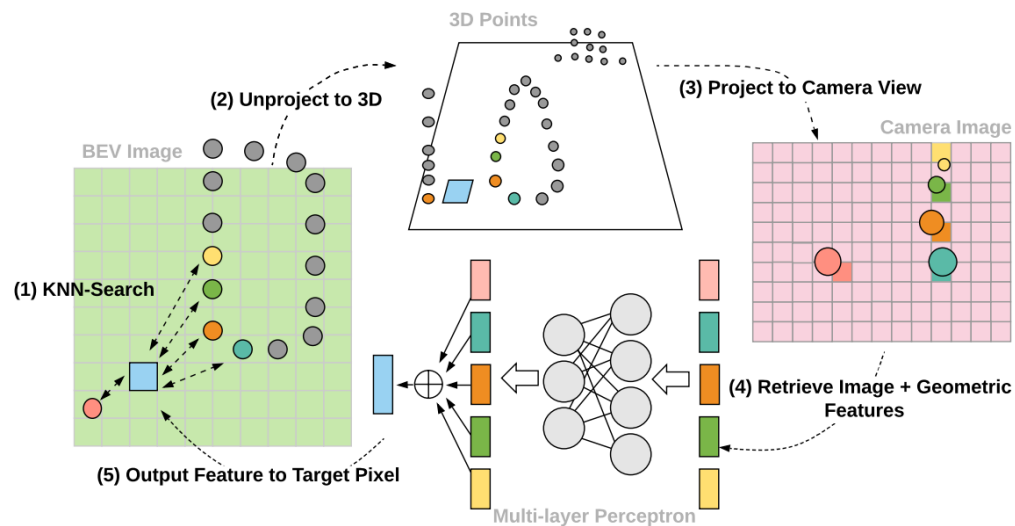 3D Points
(2) Unproject to 3D
(3) Project to Camera View
BEV Image
Camera Image
(1) KNN-Search
(4) Retrieve Image + Geometric
Features
(5) Output Feature to Target Pixel
Multi-layer Perceptron